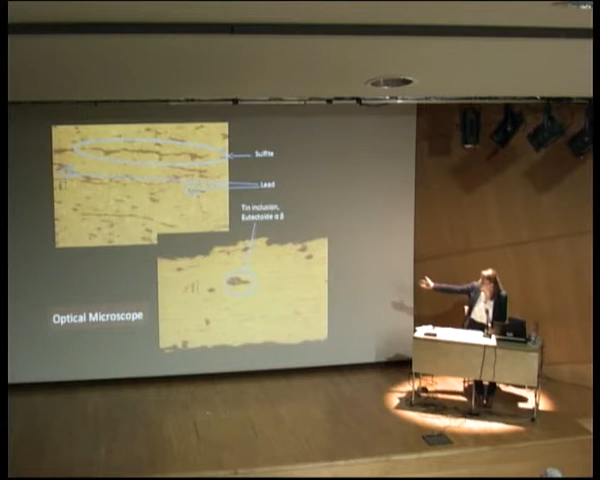 Sulfite
Lead
Tin inclusion,
Eutectoide α β
Optical Microscope